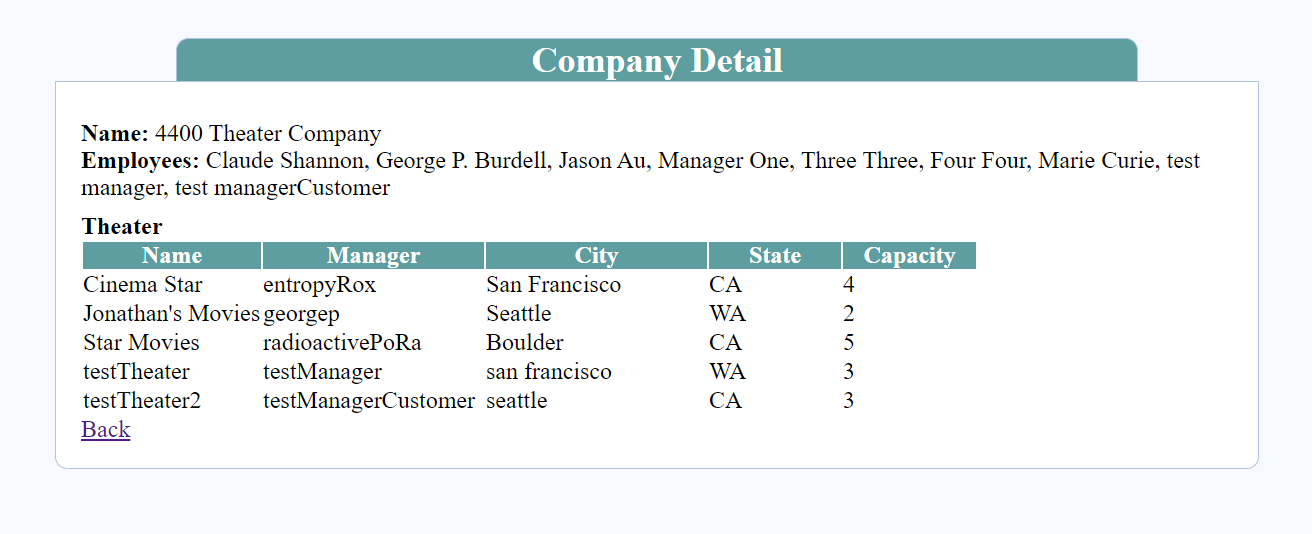 Company Detail
Name: 4400 Theater Company
Employees: Claude Shannon, George P. Burdell, Jason Au, Manager One, Three Three, Four Four, Marie Curie, test
manager, test managerCustomer
Theater
Name Manager City State Capacity
Cinema Star entropyRox San Francisco CA 4
Jonathan's Movies georgep Seattle WA 2
Star Movies radioactivePoRa Boulder CA 5
testTheater testManager san francisco WA 3
testTheater2 testManagerCustomer seattle CA 3
Back